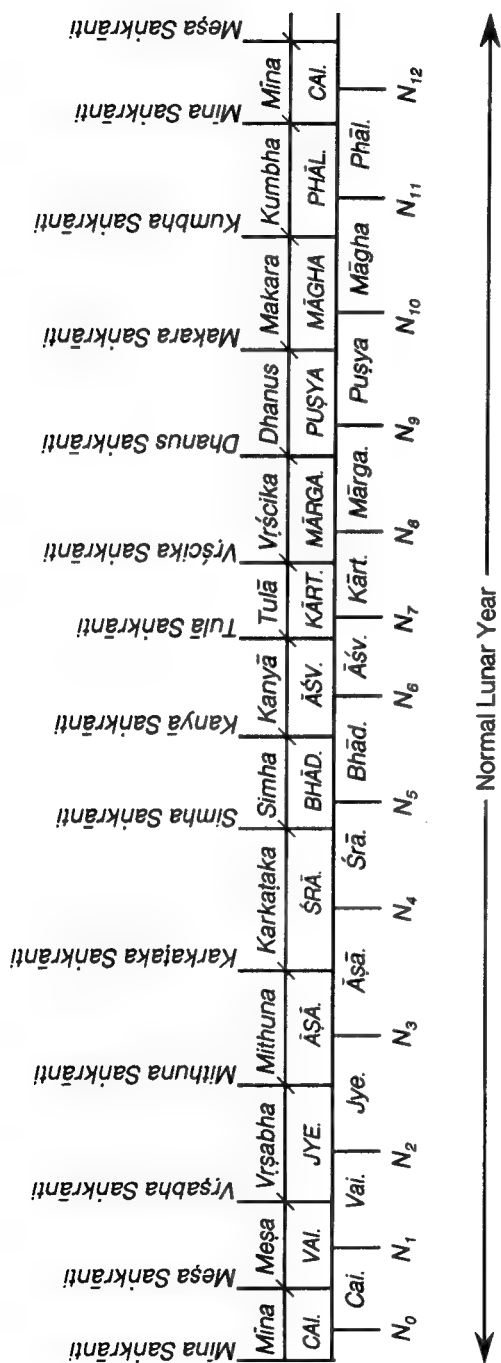 Mīna Saṅkrānti
Meṣa Saṅkrānti
Vṛṣabha Saṅkrānti
Mithuna Saṅkrānti
Karkaṭaka Saṅkrānti
Simha Saṅkrānti
Kanyā Saṅkrānti
Tulā Saṅkrānti
Vṛścika Saṅkrānti
Dhanus Saṅkrānti
Makara Saṅkrānti
Kumbha Saṅkrānti
Mīna Saṅkrānti
Meṣa Saṅkrānti
Mīna Meṣa Vṛṣabha Mithuna Karkaṭaka Simha Kanyā Tulā Vṛścika Dhanus Makara Kumbha Mīna
CAI. VAI. JYE. ĀṢĀ. ŚRĀ. BHĀD. ĀŚV. KĀRT. MĀRGA. PUṢYA MĀGHA PHĀL. CAI.
Cai. Vai. Jye. Āṣā. Śrā. Bhād. Āśv. Kārt. Mārga. Puṣya Māgha Phāl.
N₀ N₁ N₂ N₃ N₄ N₅ N₆ N₇ N₈ N₉ N₁₀ N₁₁ N₁₂
Normal Lunar Year